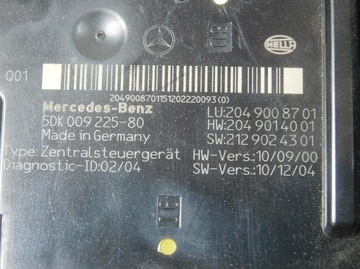 HELLA
Q01
2049008701151202220093(0)
Mercedes-Benz
LU:204 900 87 01
5DK 009 225-80
HW:204 901 40 01
Made in Germany
SW:212 902 43 01
Type:Zentralsteuergerät
HW-Vers.:10/09/00
Diagnostic-ID:02/04
SW-Vers.:10/12/04